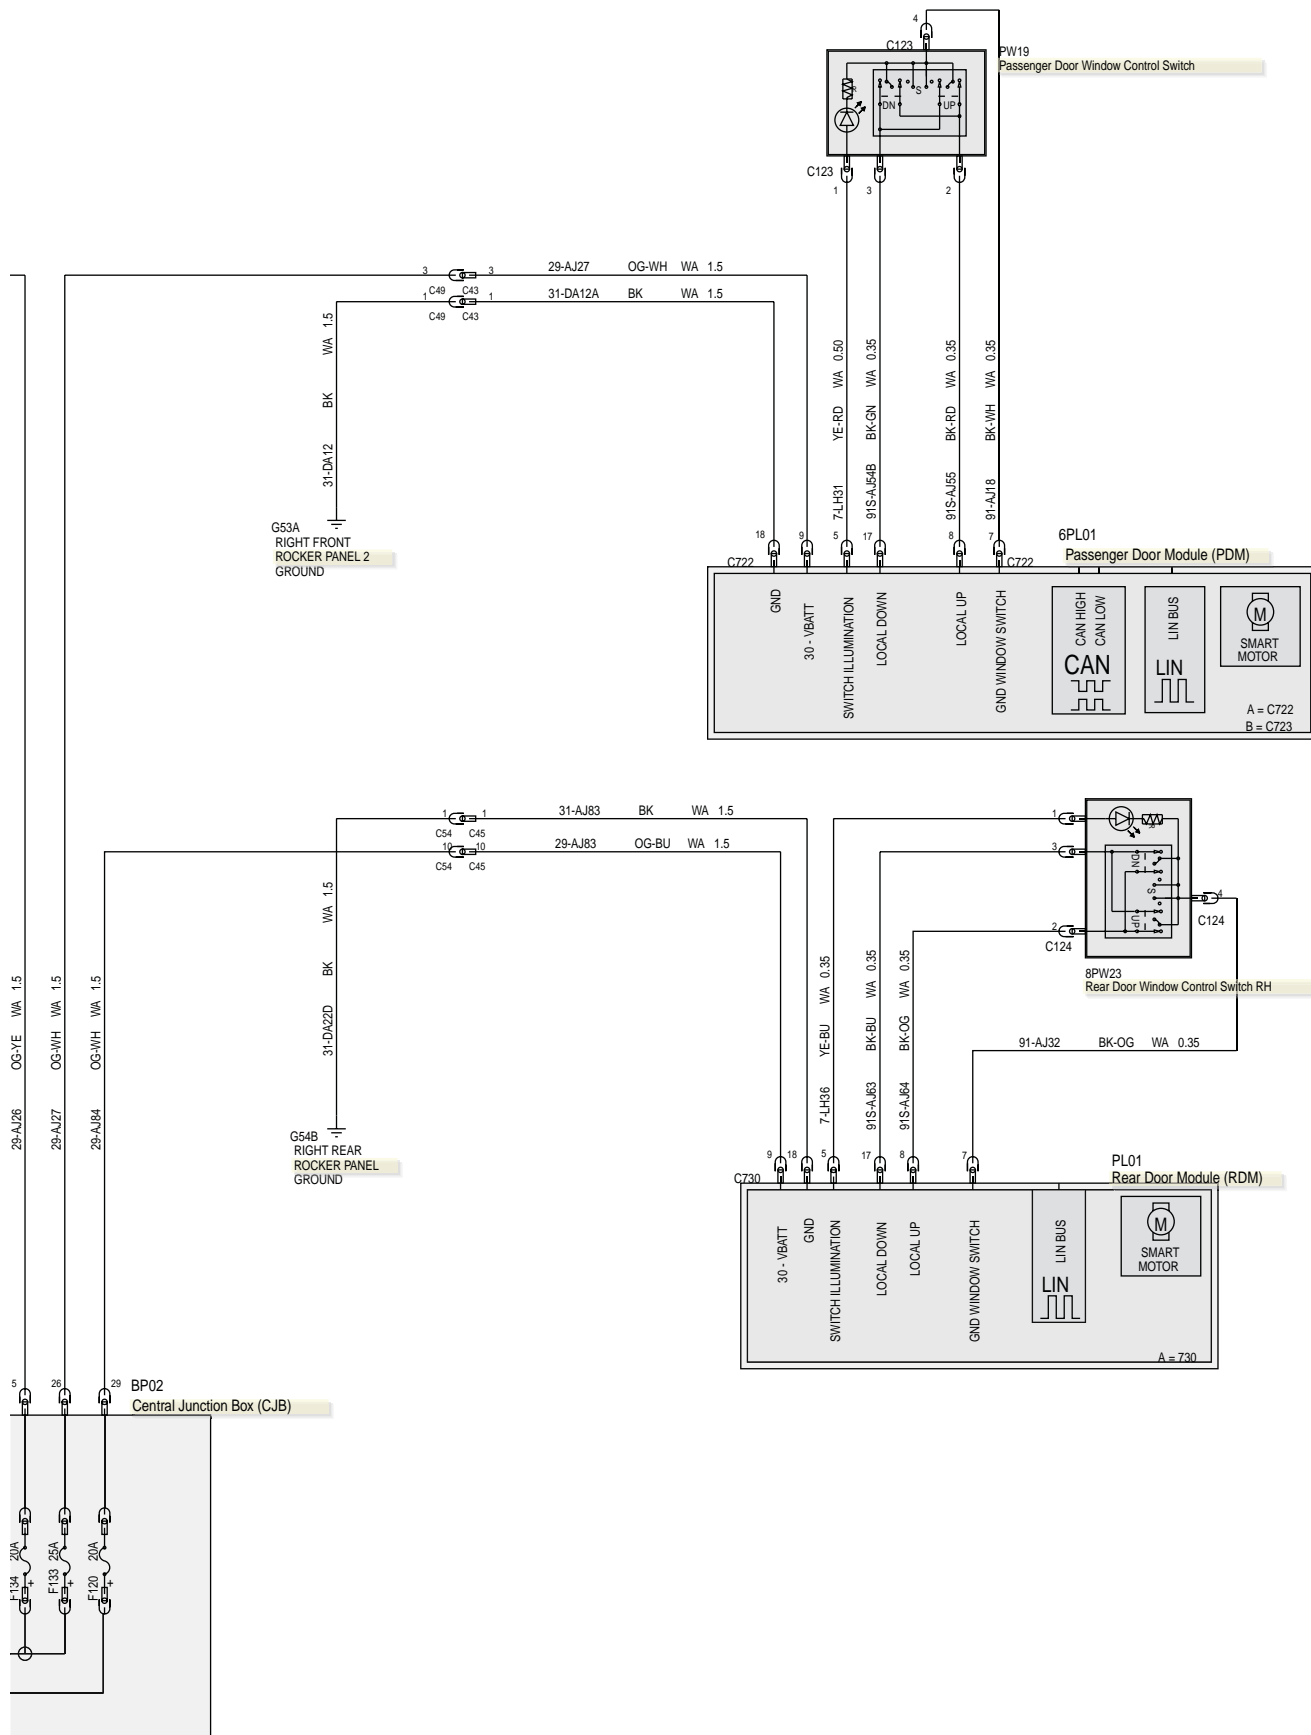 4
C123
PW19
Passenger Door Window Control Switch
R
S
DN
UP
C123
1
3
2
3
3
29-AJ27 OG-WH WA 1.5
C49 C43
1
1
31-DA12A BK WA 1.5
C49 C43
31-DA12 BK WA 1.5
7-LH31 YE-RD WA 0.50
91S-AJ54B BK-GN WA 0.35
91S-AJ55 BK-RD WA 0.35
91-AJ18 BK-WH WA 0.35
G53A
RIGHT FRONT
ROCKER PANEL 2
GROUND
18
9
5
17
8
7
6PL01
Passenger Door Module (PDM)
C722
C722
GND
30 - VBATT
SWITCH ILLUMINATION
LOCAL DOWN
LOCAL UP
GND WINDOW SWITCH
CAN HIGH
CAN LOW
CAN
LIN BUS
LIN
M
SMART
MOTOR
A = C722
B = C723
1
1
31-AJ83 BK WA 1.5
C54 C45
10
10
29-AJ83 OG-BU WA 1.5
C54 C45
1
3
2
C124
DN
S
UP
4
C124
8PW23
Rear Door Window Control Switch RH
31-DA22D BK WA 1.5
7-LH36 YE-BU WA 0.35
91S-AJ63 BK-BU WA 0.35
91S-AJ64 BK-OG WA 0.35
91-AJ32 BK-OG WA 0.35
29-AJ26 OG-YE WA 1.5
29-AJ27 OG-WH WA 1.5
29-AJ84 OG-WH WA 1.5
G54B
RIGHT REAR
ROCKER PANEL
GROUND
9
18
5
17
8
7
PL01
Rear Door Module (RDM)
C730
30 - VBATT
GND
SWITCH ILLUMINATION
LOCAL DOWN
LOCAL UP
GND WINDOW SWITCH
LIN BUS
LIN
M
SMART
MOTOR
A = 730
5
26
29
BP02
Central Junction Box (CJB)
F134 20A
F133 25A
F120 20A